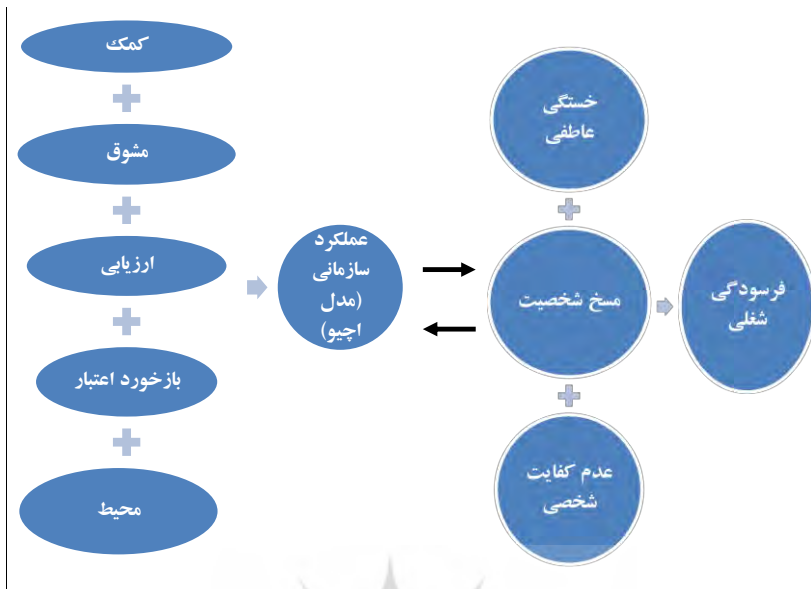 کمک
مشوق
ارزیابی
بازخورد اعتبار
محیط
عملکرد
سازمانی
(مدل
اچیو)
خستگی
عاطفی
مسخ شخصیت
عدم کفایت
شخصی
فرسودگی
شغلی